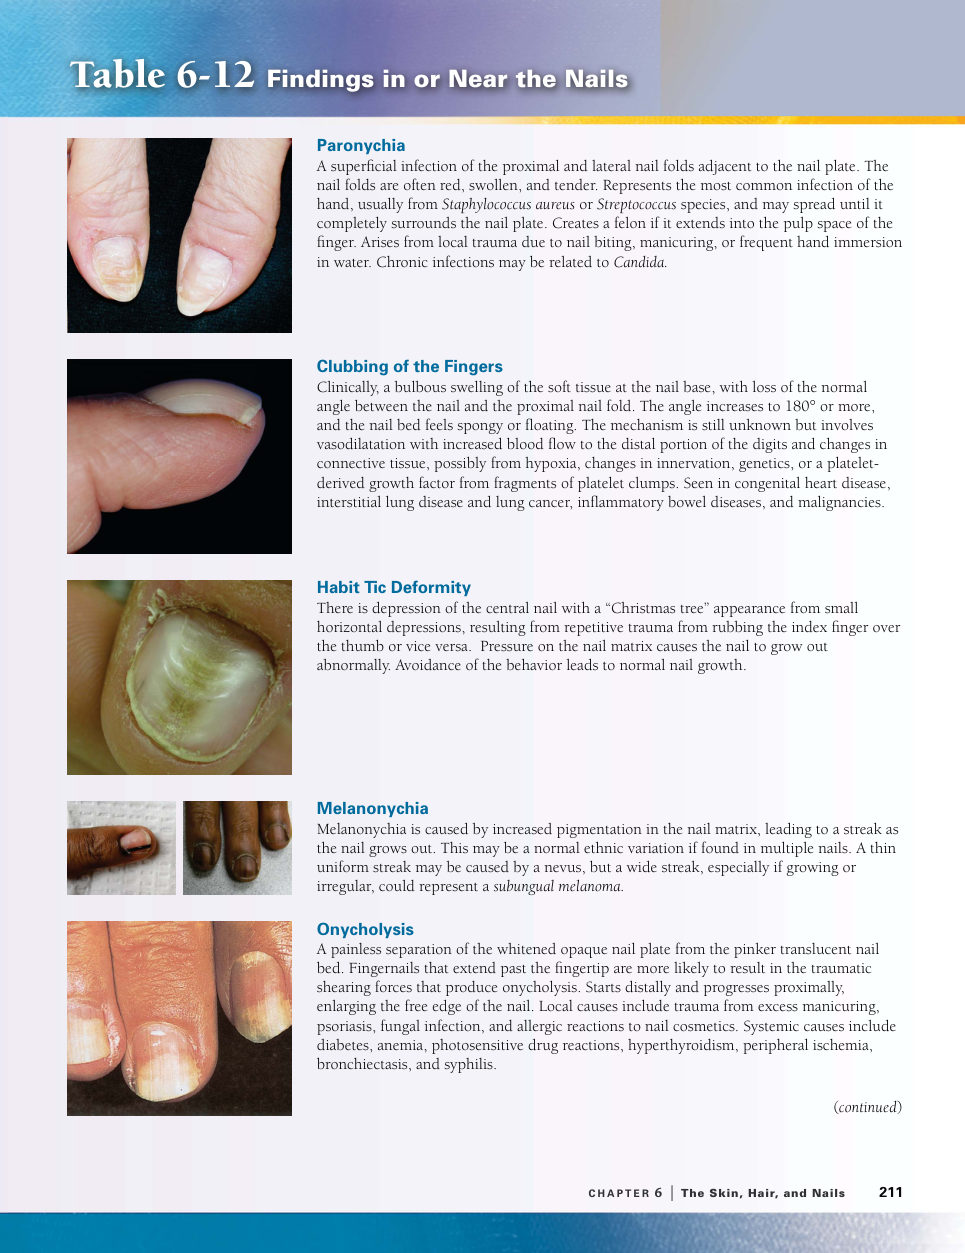 Table 6-12 Findings in or Near the Nails
Paronychia
A superficial infection of the proximal and lateral nail folds adjacent to the nail plate. The
nail folds are often red, swollen, and tender. Represents the most common infection of the
hand, usually from Staphylococcus aureus or Streptococcus species, and may spread until it
completely surrounds the nail plate. Creates a felon if it extends into the pulp space of the
finger. Arises from local trauma due to nail biting, manicuring, or frequent hand immersion
in water. Chronic infections may be related to Candida.
Clubbing of the Fingers
Clinically, a bulbous swelling of the soft tissue at the nail base, with loss of the normal
angle between the nail and the proximal nail fold. The angle increases to 180° or more,
and the nail bed feels spongy or floating. The mechanism is still unknown but involves
vasodilatation with increased blood flow to the distal portion of the digits and changes in
connective tissue, possibly from hypoxia, changes in innervation, genetics, or a platelet-
derived growth factor from fragments of platelet clumps. Seen in congenital heart disease,
interstitial lung disease and lung cancer, inflammatory bowel diseases, and malignancies.
Habit Tic Deformity
There is depression of the central nail with a “Christmas tree” appearance from small
horizontal depressions, resulting from repetitive trauma from rubbing the index finger over
the thumb or vice versa. Pressure on the nail matrix causes the nail to grow out
abnormally. Avoidance of the behavior leads to normal nail growth.
Melanonychia
Melanonychia is caused by increased pigmentation in the nail matrix, leading to a streak as
the nail grows out. This may be a normal ethnic variation if found in multiple nails. A thin
uniform streak may be caused by a nevus, but a wide streak, especially if growing or
irregular, could represent a subungual melanoma.
Onycholysis
A painless separation of the whitened opaque nail plate from the pinker translucent nail
bed. Fingernails that extend past the fingertip are more likely to result in the traumatic
shearing forces that produce onycholysis. Starts distally and progresses proximally,
enlarging the free edge of the nail. Local causes include trauma from excess manicuring,
psoriasis, fungal infection, and allergic reactions to nail cosmetics. Systemic causes include
diabetes, anemia, photosensitive drug reactions, hyperthyroidism, peripheral ischemia,
bronchiectasis, and syphilis.
(continued)
CHAPTER 6 | The Skin, Hair, and Nails 211